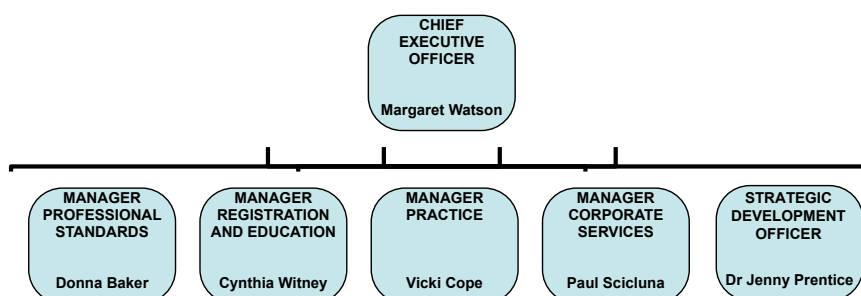 CHIEF
EXECUTIVE
OFFICER
Margaret Watson
MANAGER
PROFESSIONAL
STANDARDS
Donna Baker
MANAGER
REGISTRATION
AND EDUCATION
Cynthia Witney
MANAGER
PRACTICE
Vicki Cope
MANAGER
CORPORATE
SERVICES
Paul Scicluna
STRATEGIC
DEVELOPMENT
OFFICER
Dr Jenny Prentice